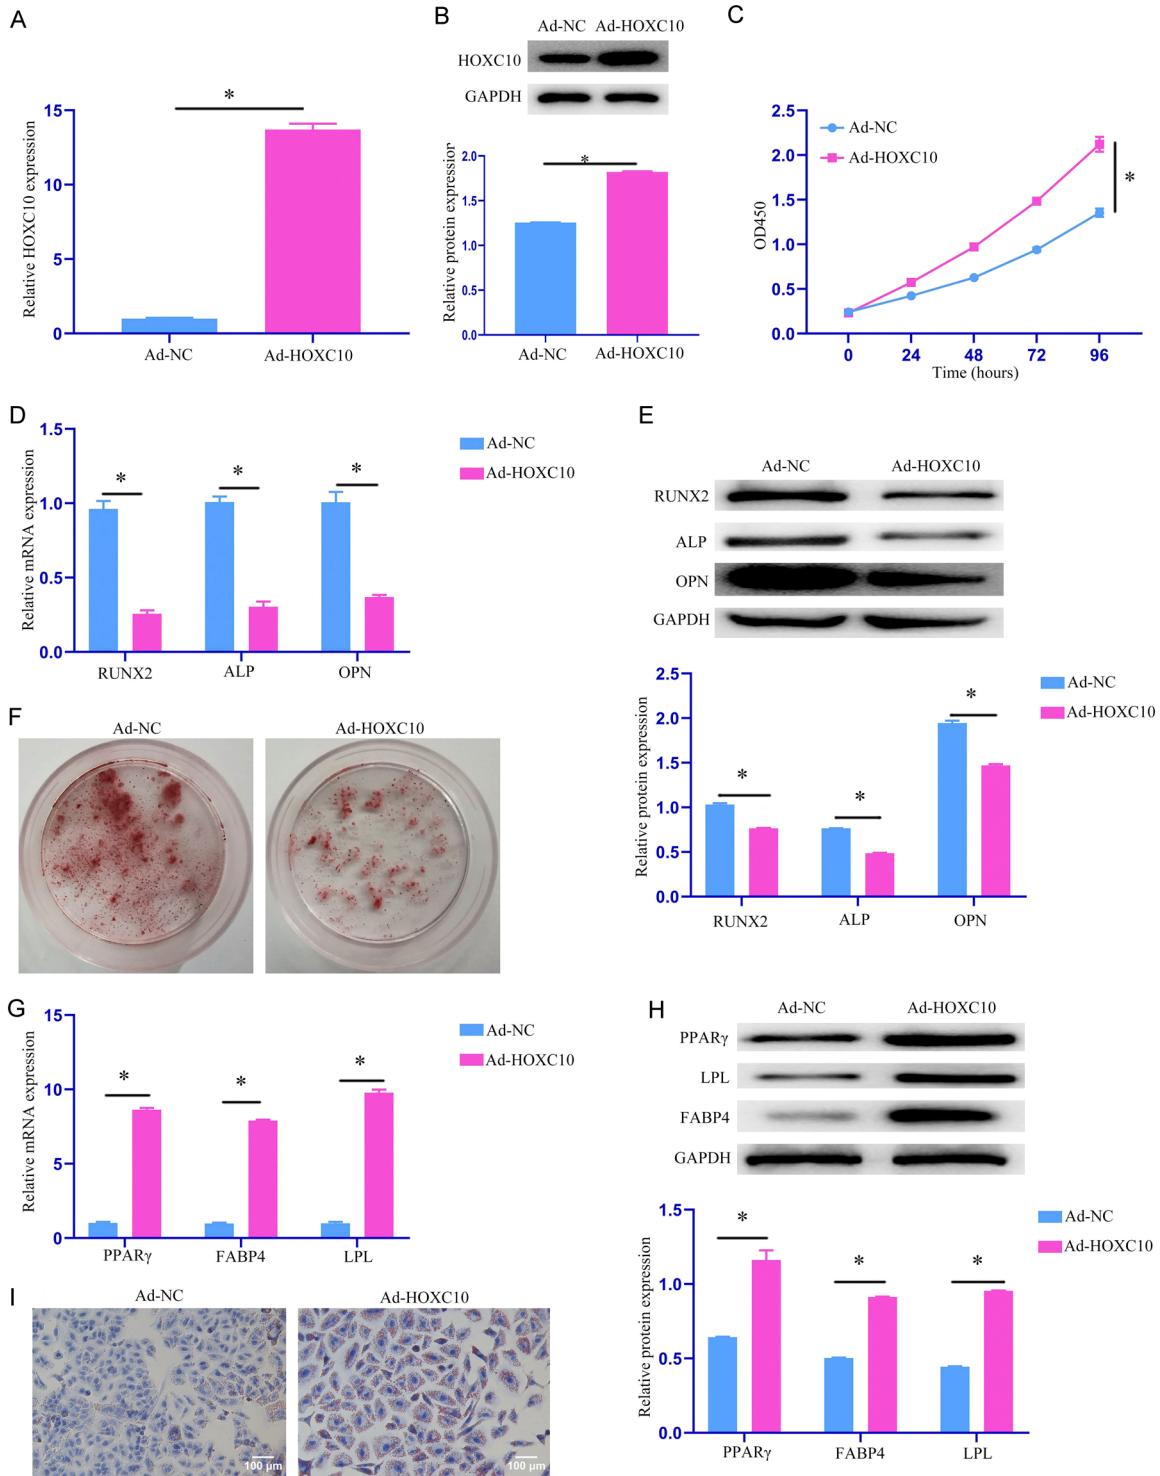 A
Relative HOXC10 expression
15
10
5
0
*
Ad-NC
Ad-HOXC10
B
Ad-NC Ad-HOXC10
HOXC10
GAPDH
Relative protein expression
2.0
1.5
1.0
0.5
0.0
*
Ad-NC
Ad-HOXC10
C
OD450
2.5
2.0
1.5
1.0
0.5
0.0
Ad-NC
Ad-HOXC10
*
0 24 48 72 96
Time (hours)
D
Relative mRNA expression
1.5
1.0
0.5
0.0
* * *
RUNX2 ALP OPN
Ad-NC
Ad-HOXC10
E
Ad-NC Ad-HOXC10
RUNX2
ALP
OPN
GAPDH
Relative protein expression
2.5
2.0
1.5
1.0
0.5
0.0
* * *
RUNX2 ALP OPN
Ad-NC
Ad-HOXC10
F
Ad-NC Ad-HOXC10
G
Relative mRNA expression
15
10
5
0
* * *
PPARγ FABP4 LPL
Ad-NC
Ad-HOXC10
H
Ad-NC Ad-HOXC10
PPARγ
LPL
FABP4
GAPDH
Relative protein expression
1.5
1.0
0.5
0.0
* * *
PPARγ FABP4 LPL
Ad-NC
Ad-HOXC10
I
Ad-NC Ad-HOXC10
100 µm
100 µm